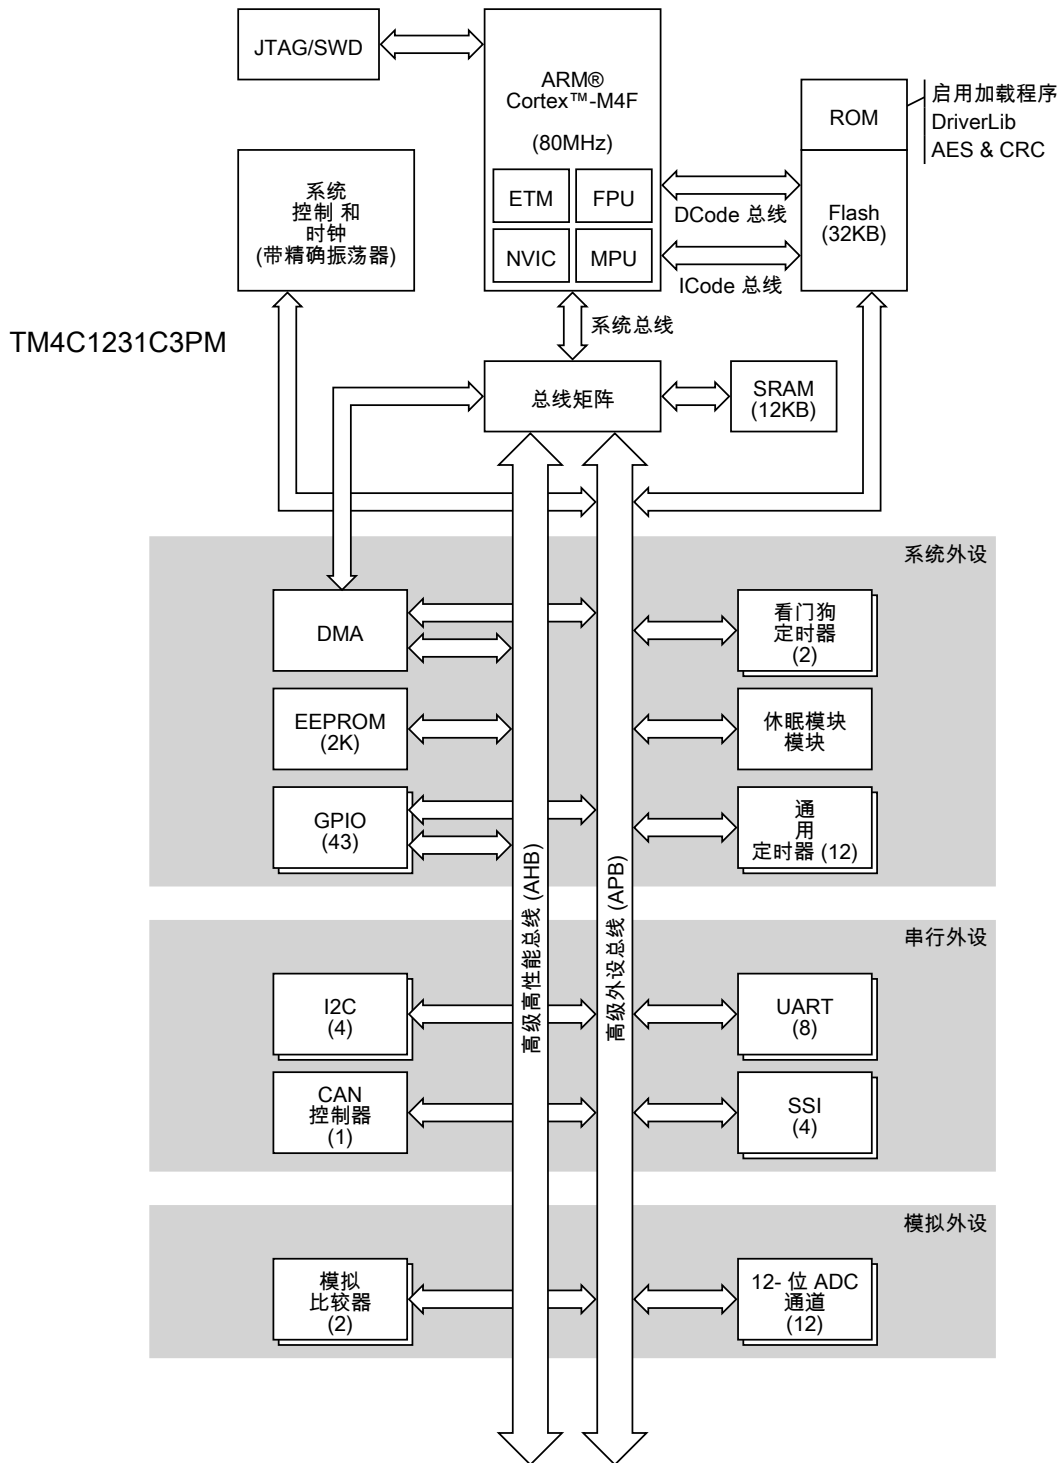 JTAG/SWD
ARM®
Cortex™-M4F
(80MHz)
ETM
FPU
NVIC
MPU
ROM
Flash
(32KB)
启用加载程序
DriverLib
AES & CRC
DCode 总线
ICode 总线
系统
控制 和
时钟
(带精确振荡器)
TM4C1231C3PM
系统总线
总线矩阵
SRAM
(12KB)
系统外设
DMA
看门狗
定时器
(2)
EEPROM
(2K)
休眠模块
模块
GPIO
(43)
通
用
定时器 (12)
高级高性能总线 (AHB)
高级外设总线 (APB)
串行外设
I2C
(4)
UART
(8)
CAN
控制器
(1)
SSI
(4)
模拟外设
模拟
比较器
(2)
12- 位 ADC
通道
(12)